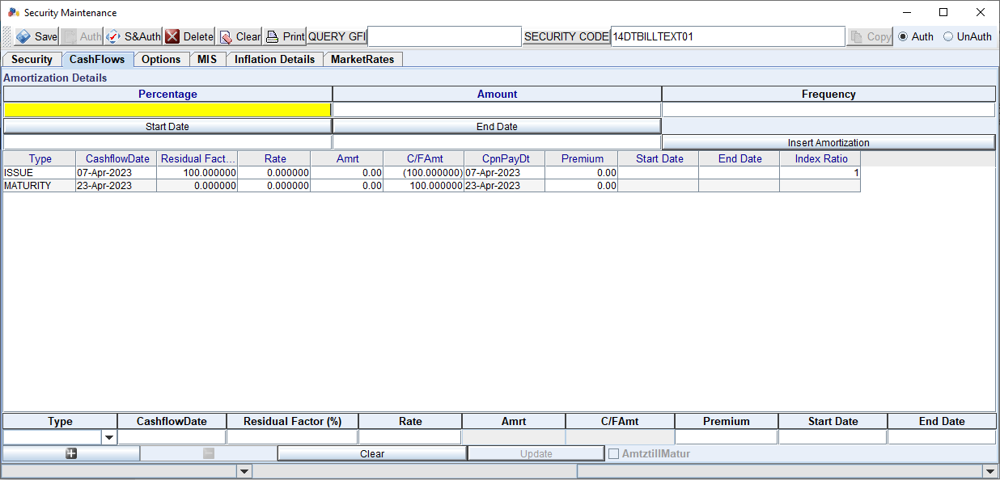 Security Maintenance
Save Auth S&Auth Delete Clear Print QUERY GFI SECURITY CODE 14DTBILLTEXT01 Copy Auth UnAuth
Security CashFlows Options MIS Inflation Details MarketRates
Amortization Details
Percentage Amount Frequency
Start Date End Date
Insert Amortization
Type CashflowDate Residual Fact... Rate Amrt C/FAmt CpnPayDt Premium Start Date End Date Index Ratio
ISSUE 07-Apr-2023 100.000000 0.000000 0.00 (100.000000) 07-Apr-2023 0.00 1
MATURITY 23-Apr-2023 0.000000 0.000000 0.00 100.000000 23-Apr-2023 0.00
Type CashflowDate Residual Factor (%) Rate Amrt C/FAmt Premium Start Date End Date
Clear Update AmtztillMatur